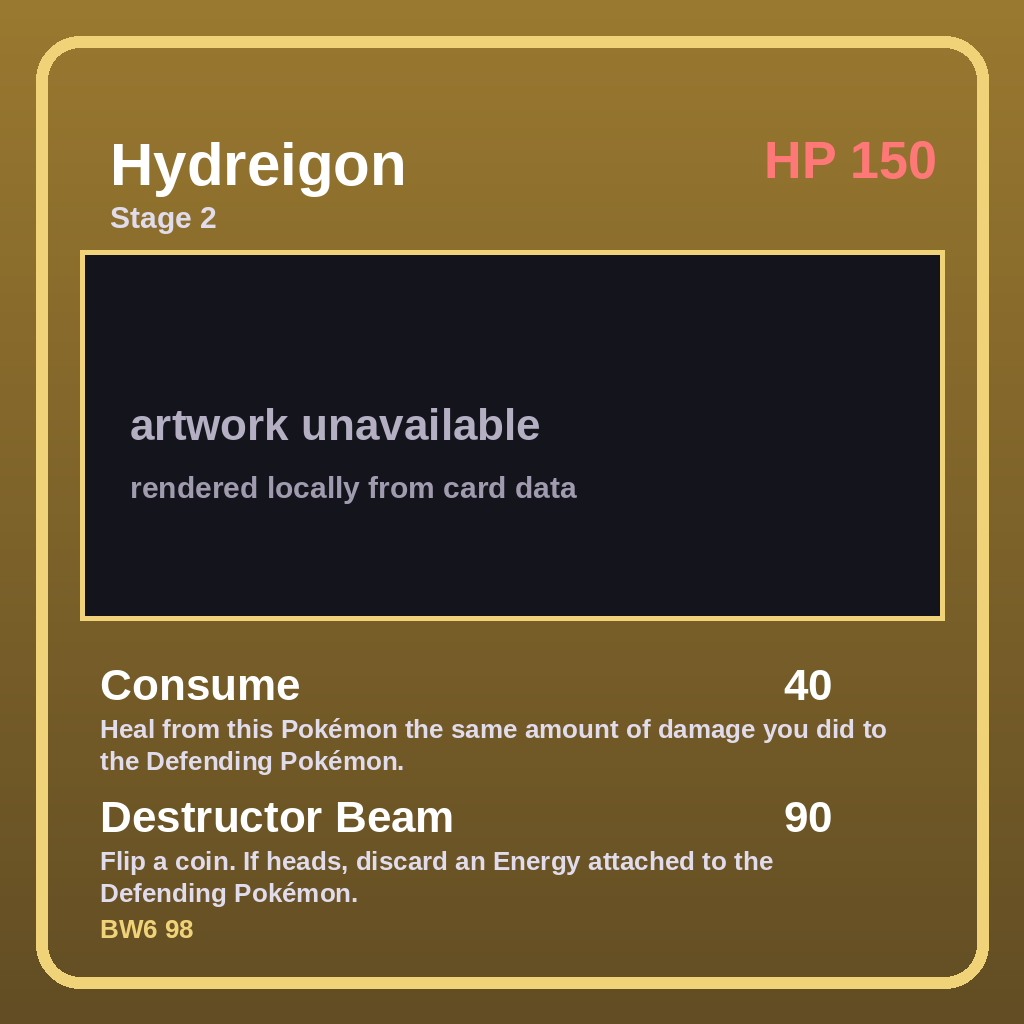 Hydreigon
HP 150
Stage 2
artwork unavailable
rendered locally from card data
Consume 40
Heal from this Pokémon the same amount of damage you did to
the Defending Pokémon.
Destructor Beam 90
Flip a coin. If heads, discard an Energy attached to the
Defending Pokémon.
BW6 98